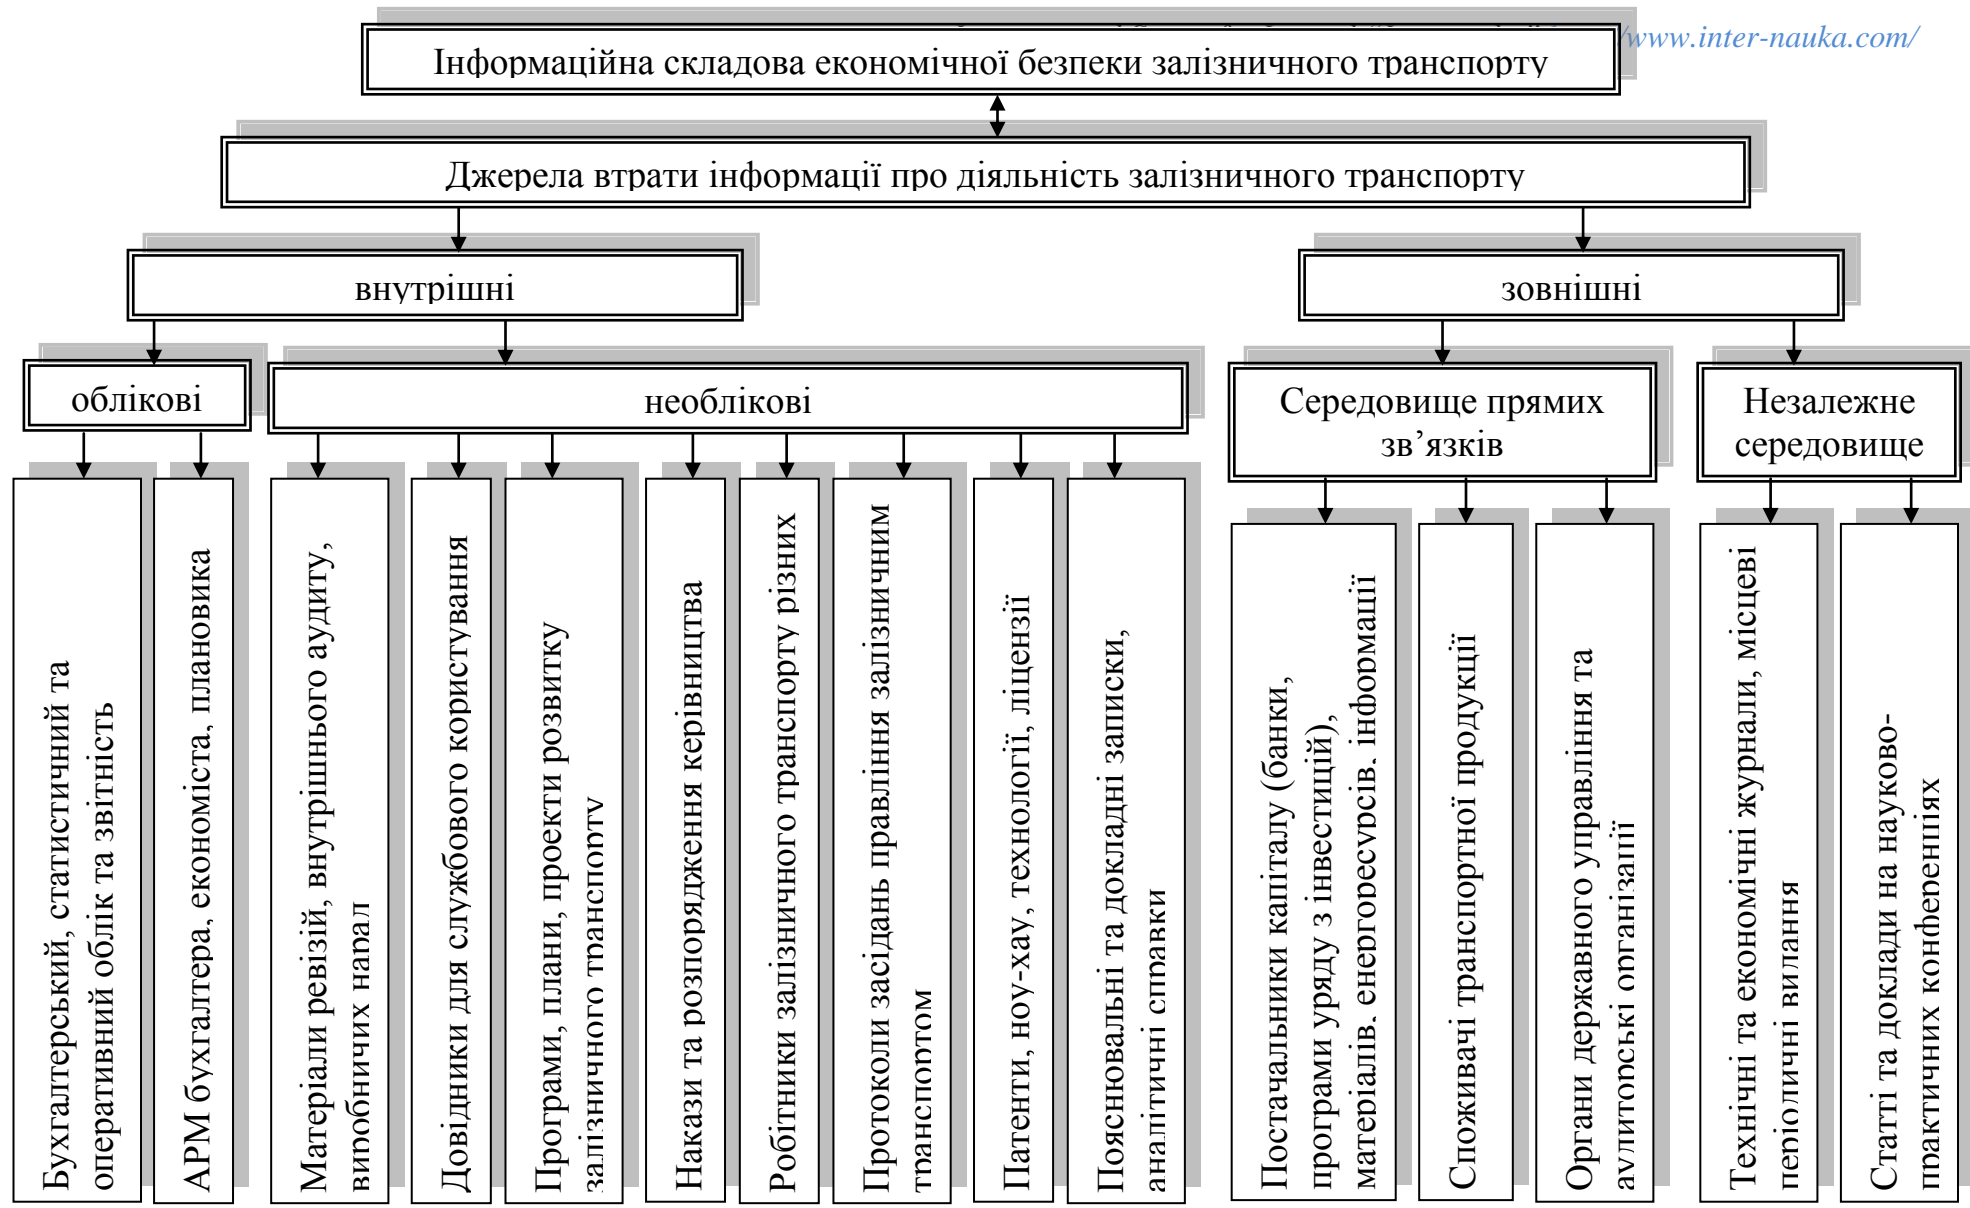 /www.inter-nauka.com/
Інформаційна складова економічної безпеки залізничного транспорту
Джерела втрати інформації про діяльність залізничного транспорту
внутрішні
зовнішні
облікові
необлікові
Середовище прямих
зв’язків
Незалежне
середовище
Бухгалтерський, статистичний та
оперативний облік та звітність
АРМ бухгалтера, економіста, плановика
Матеріали ревізій, внутрішнього аудиту,
виробничих нарад
Довідники для службового користування
Програми, плани, проекти розвитку
залізничного транспорту
Накази та розпорядження керівництва
Робітники залізничного транспорту різних
Протоколи засідань правління залізничним
транспортом
Патенти, ноу-хау, технології, ліцензії
Пояснювальні та докладні записки,
аналітичні справки
Постачальники капіталу (банки,
програми уряду з інвестицій),
матеріалів, енергоресурсів, інформації
Споживачі транспортної продукції
Органи державного управління та
аудиторські організації
Технічні та економічні журнали, місцеві
періодичні видання
Статті та доклади на науково-
практичних конференціях